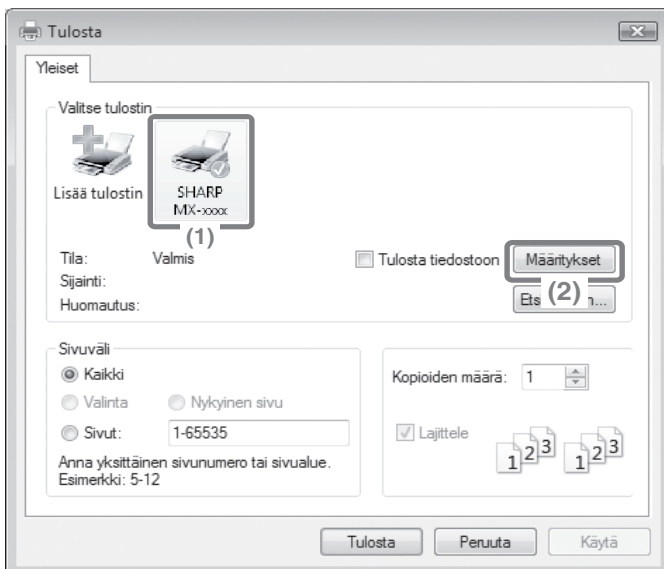 Tulosta
Yleiset
Valitse tulostin
Lisää tulostin
SHARP
MX-xxxx
(1)
Tila: Valmis
Tulosta tiedostoon
Määritykset
Sijainti:
(2)
Huomautus:
Sivuväli
Kaikki
Valinta
Nykyinen sivu
Sivut: 1-65535
Anna yksittäinen sivunumero tai sivualue.
Esimerkki: 5-12
Kopioiden määrä: 1
Lajittele
1 2 3 1 2 3
Tulosta
Peruuta
Käytä